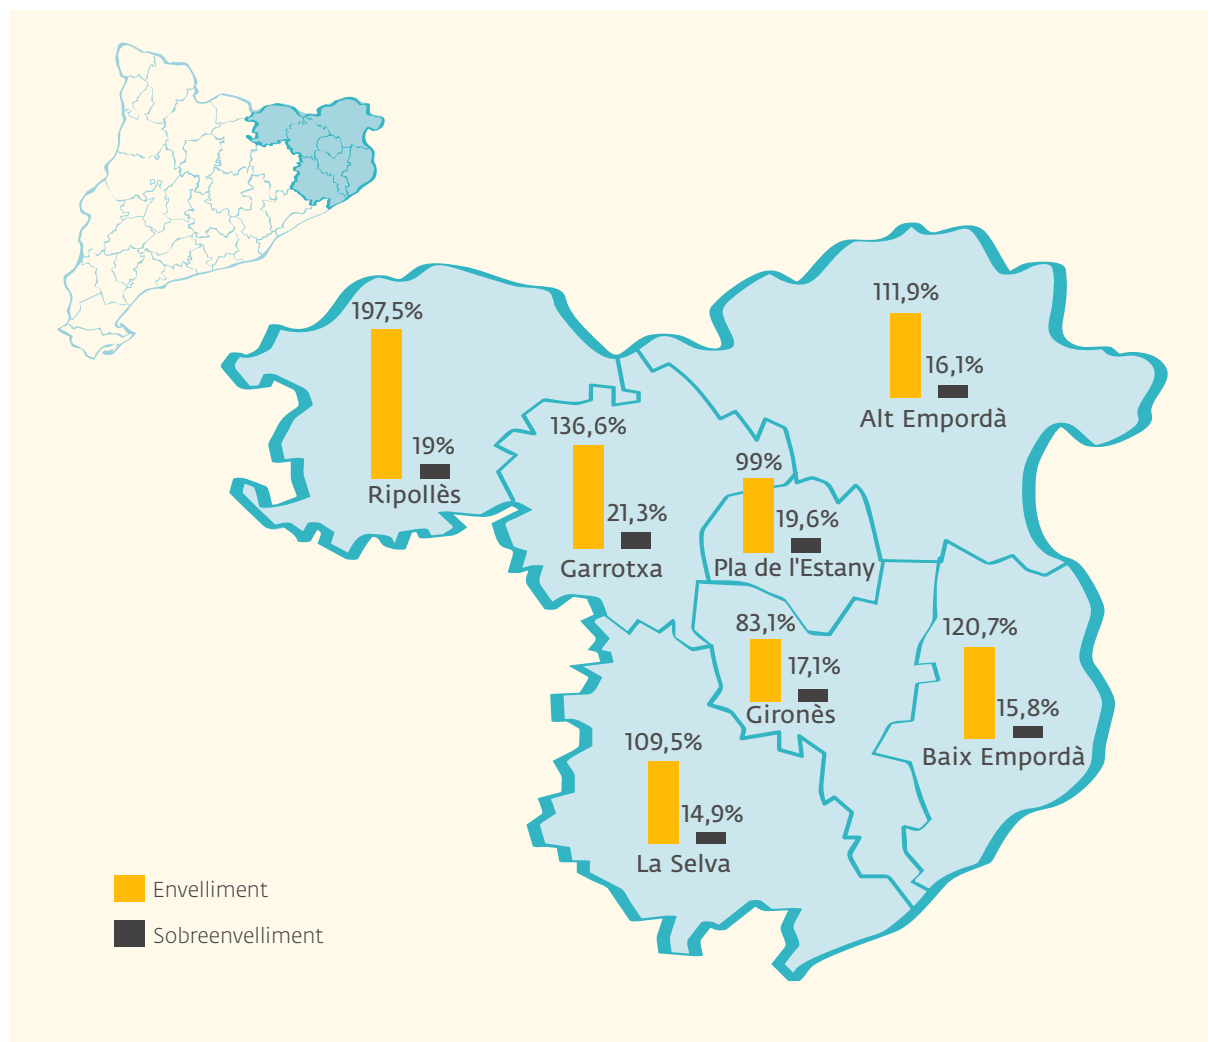 111,9%
16,1%
Alt Empordà
197,5%
19%
Ripollès
136,6%
21,3%
Garrotxa
99%
19,6%
Pla de l'Estany
83,1%
17,1%
Gironès
120,7%
15,8%
Baix Empordà
109,5%
14,9%
La Selva
Envelliment
Sobreenvelliment